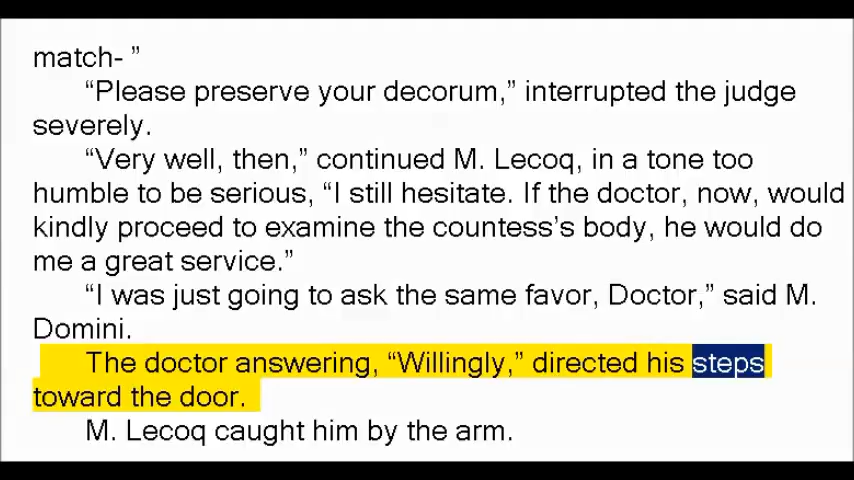 match- ”
“Please preserve your decorum,” interrupted the judge
severely.
“Very well, then,” continued M. Lecoq, in a tone too
humble to be serious, “I still hesitate. If the doctor, now, would
kindly proceed to examine the countess’s body, he would do
me a great service.”
“I was just going to ask the same favor, Doctor,” said M.
Domini.
The doctor answering, “Willingly,” directed his steps
toward the door.
M. Lecoq caught him by the arm.